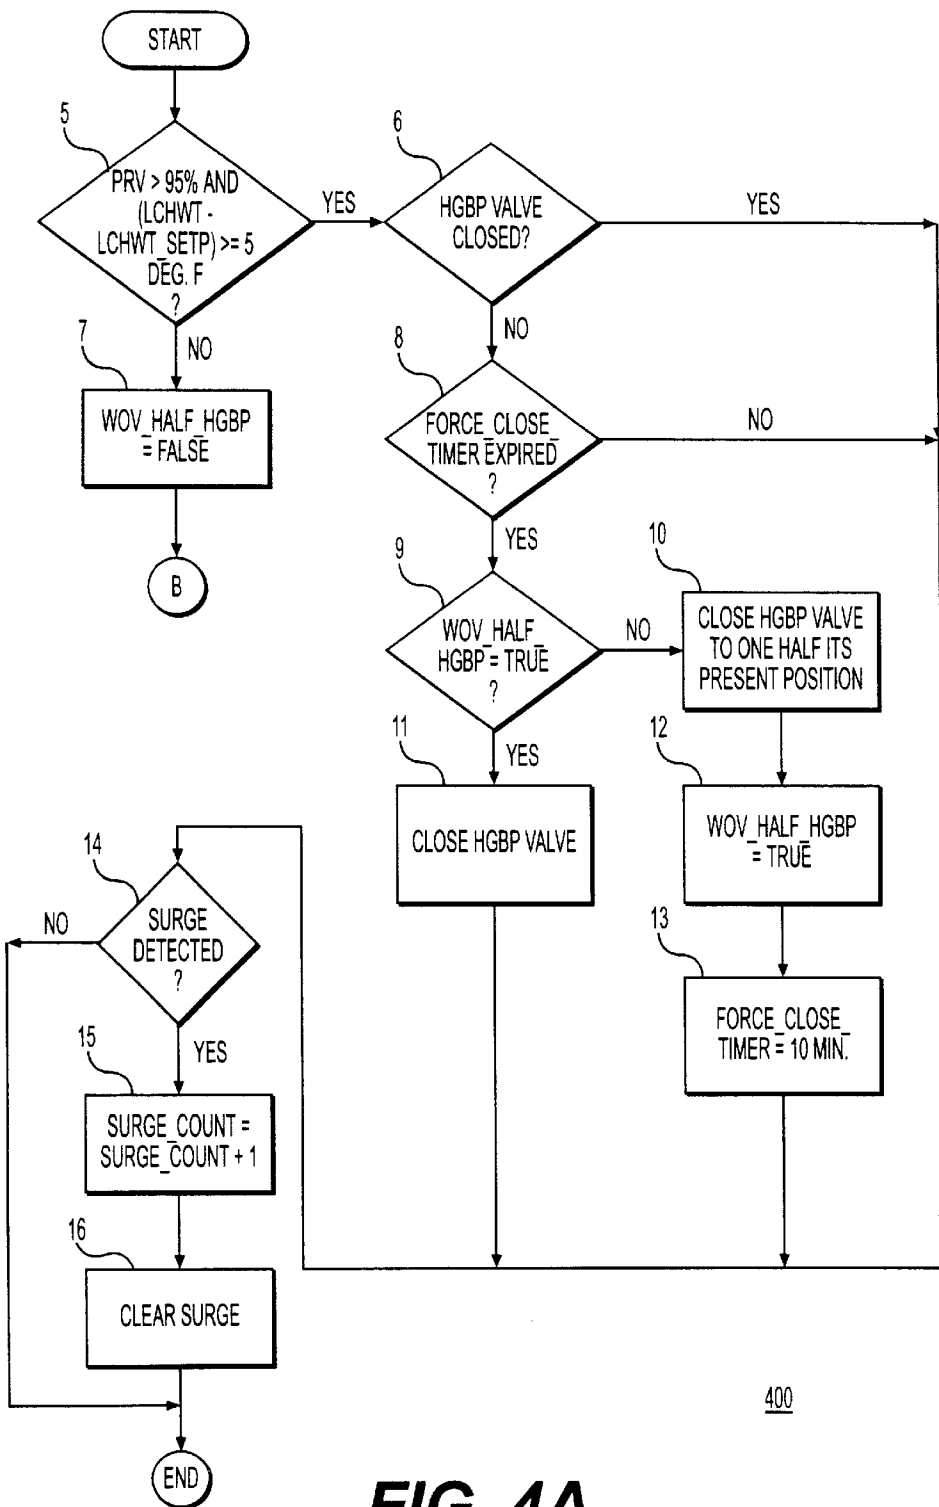 START
5
PRV > 95% AND
(LCHWT -
LCHWT_SETP) >= 5
DEG. F
?
YES
NO
6
HGBP VALVE
CLOSED?
YES
NO
7
WOV_HALF_HGBP
= FALSE
B
8
FORCE_CLOSE_
TIMER EXPIRED
?
NO
YES
9
WOV_HALF_
HGBP = TRUE
?
NO
YES
10
CLOSE HGBP VALVE
TO ONE HALF ITS
PRESENT POSITION
11
CLOSE HGBP VALVE
12
WOV_HALF_HGBP
= TRUE
13
FORCE_CLOSE_
TIMER = 10 MIN.
14
SURGE
DETECTED
?
NO
YES
15
SURGE_COUNT =
SURGE_COUNT + 1
16
CLEAR SURGE
END
400
FIG. 4A